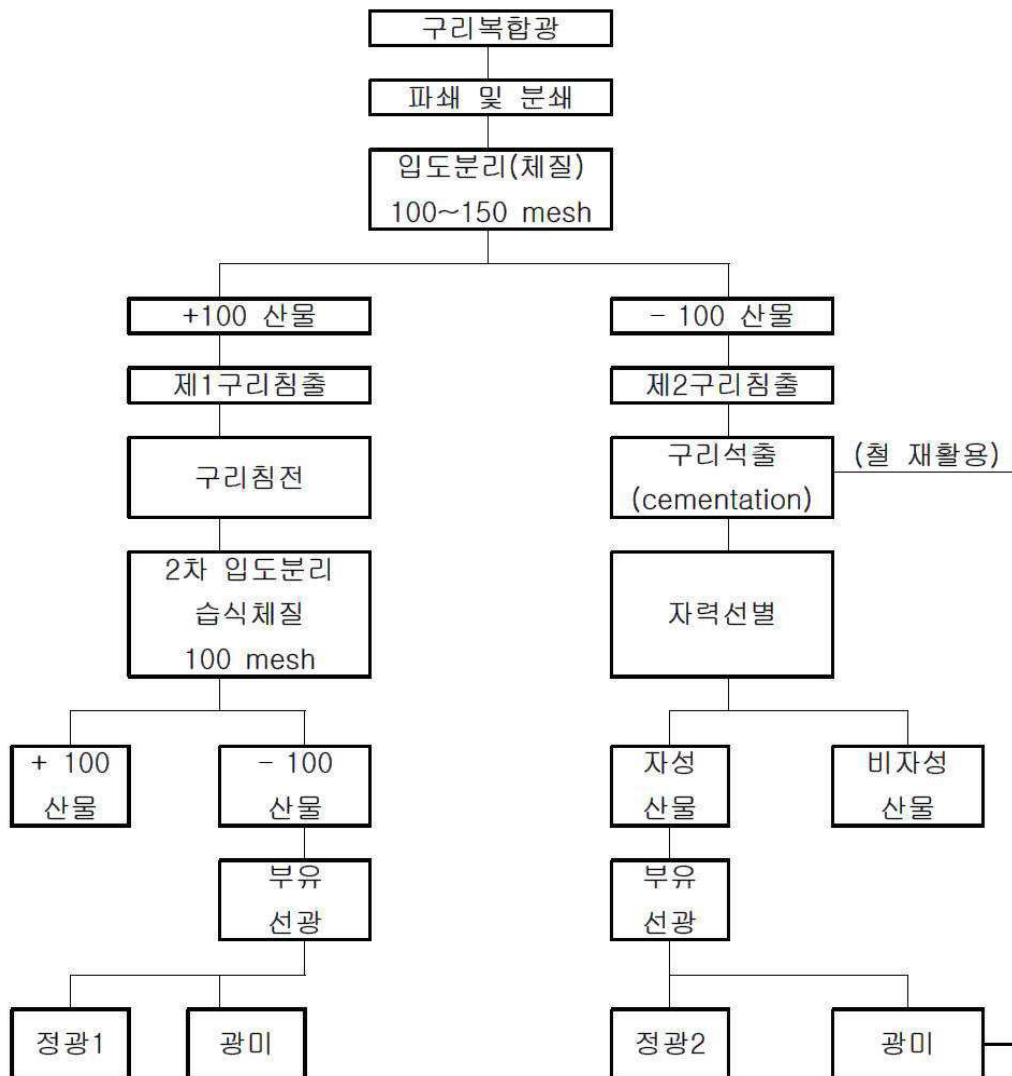 구리복합광
파쇄 및 분쇄
입도분리(체질)
100~150 mesh
+100 산물
- 100 산물
제1구리침출
제2구리침출
구리침전
구리석출
(cementation)
(철 재활용)
2차 입도분리
습식체질
100 mesh
자력선별
+ 100
산물
- 100
산물
자성
산물
비자성
산물
부유
선광
부유
선광
정광1
광미
정광2
광미